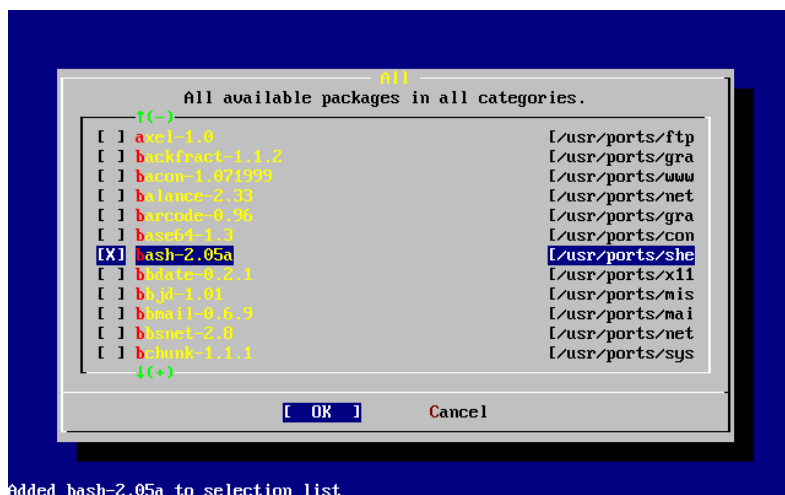 All
All available packages in all categories.
↑(-)
[ ] axel-1.0 [/usr/ports/ftp
[ ] backfract-1.1.2 [/usr/ports/gra
[ ] bacon-1.071999 [/usr/ports/www
[ ] balance-2.33 [/usr/ports/net
[ ] barcode-0.96 [/usr/ports/gra
[ ] base64-1.3 [/usr/ports/con
[X] bash-2.05a [/usr/ports/she
[ ] bbdate-0.2.1 [/usr/ports/x11
[ ] bbjd-1.01 [/usr/ports/mis
[ ] bbmail-0.6.9 [/usr/ports/mai
[ ] bbsnet-2.8 [/usr/ports/net
[ ] bchunk-1.1.1 [/usr/ports/sys
↓(+)
[ OK ] Cancel
Added bash-2.05a to selection list